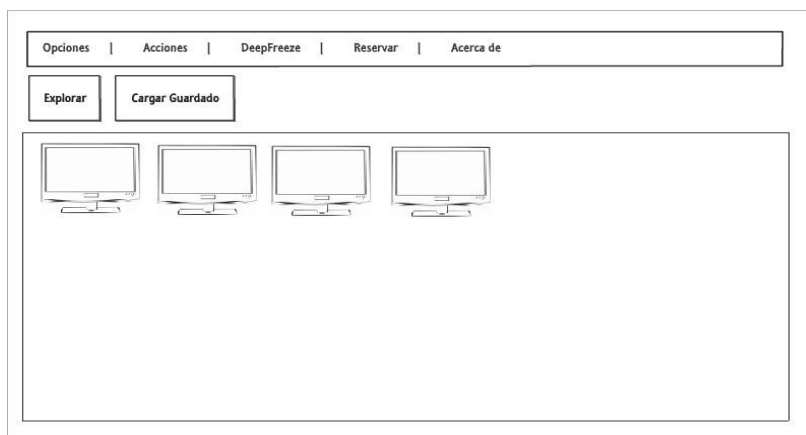 Opciones | Acciones | DeepFreeze | Reservar | Acerca de
Explorar Cargar Guardado